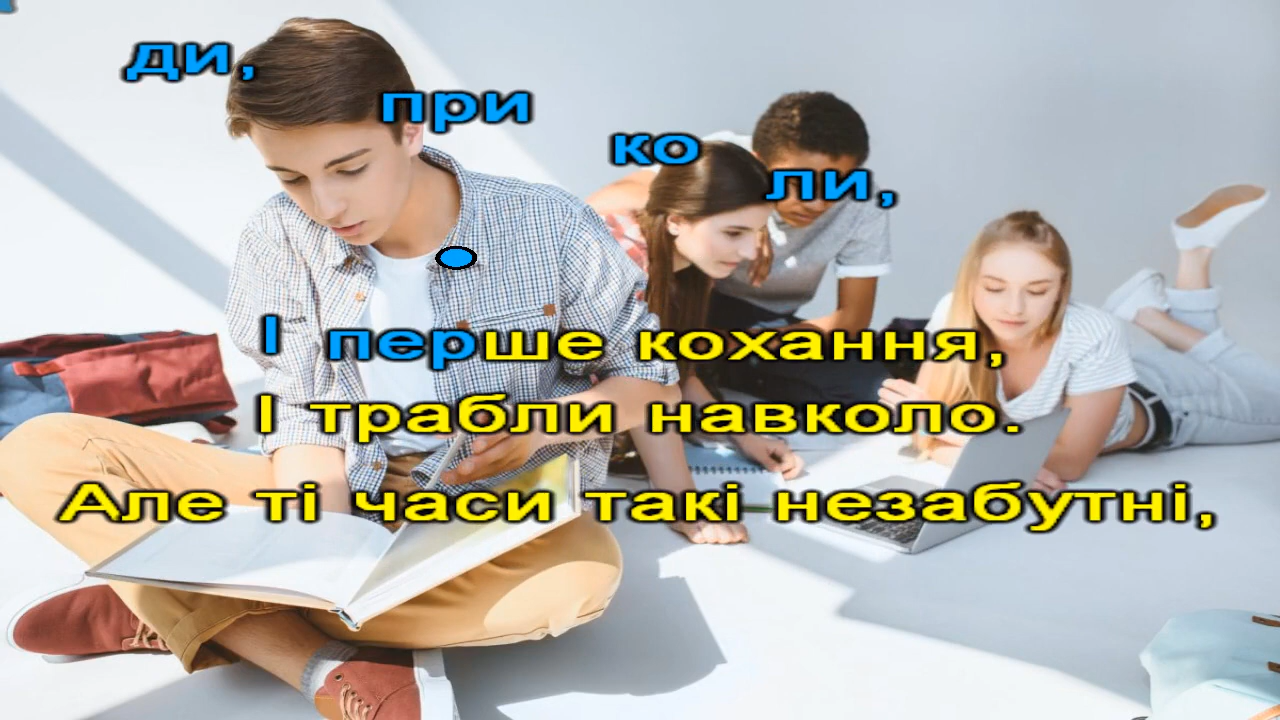 ди,
при
ко
ли,
І перше кохання,
І трабли навколо.
Але ті часи такі незабутні,